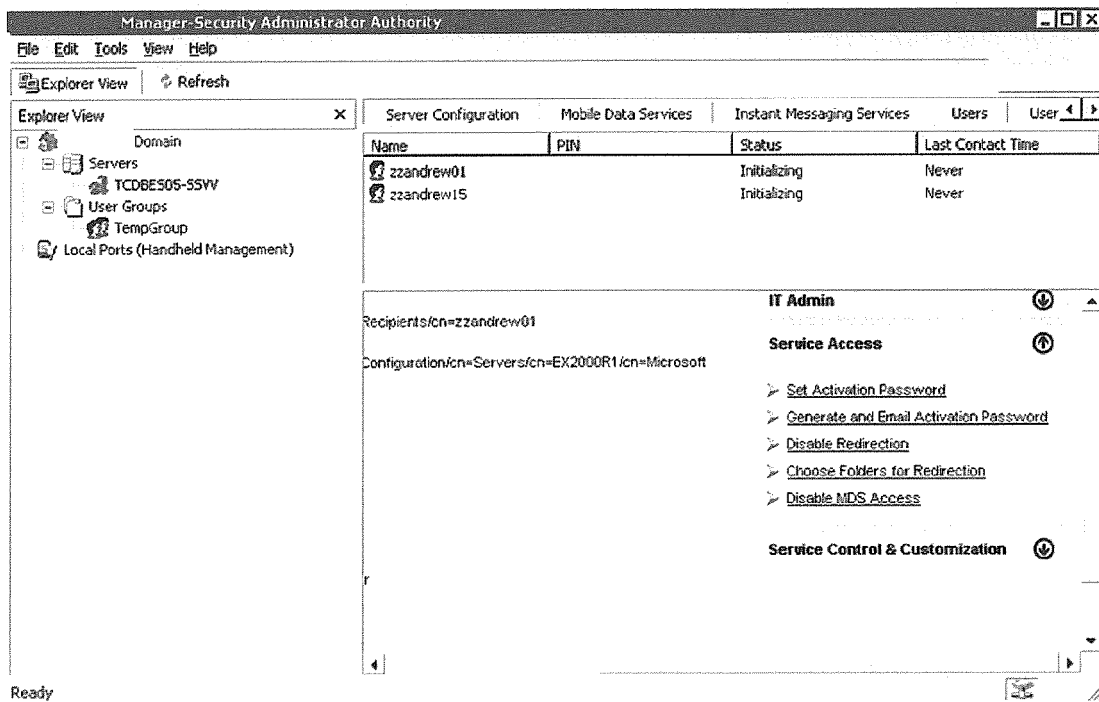 Manager-Security Administrator Authority
File Edit Tools View Help
Explorer View Refresh
Explorer View
Domain
Servers
TCDBES05-SSVV
User Groups
TempGroup
Local Ports (Handheld Management)
Server Configuration Mobile Data Services Instant Messaging Services Users User
Name PIN Status Last Contact Time
zzandrew01 Initializing Never
zzandrew15 Initializing Never
Recipients/cn=zzandrew01
Configuration/cn=Servers/cn=EX2000R1/cn=Microsoft
r
IT Admin
Service Access
Set Activation Password
Generate and Email Activation Password
Disable Redirection
Choose Folders for Redirection
Disable MDS Access
Service Control & Customization
Ready